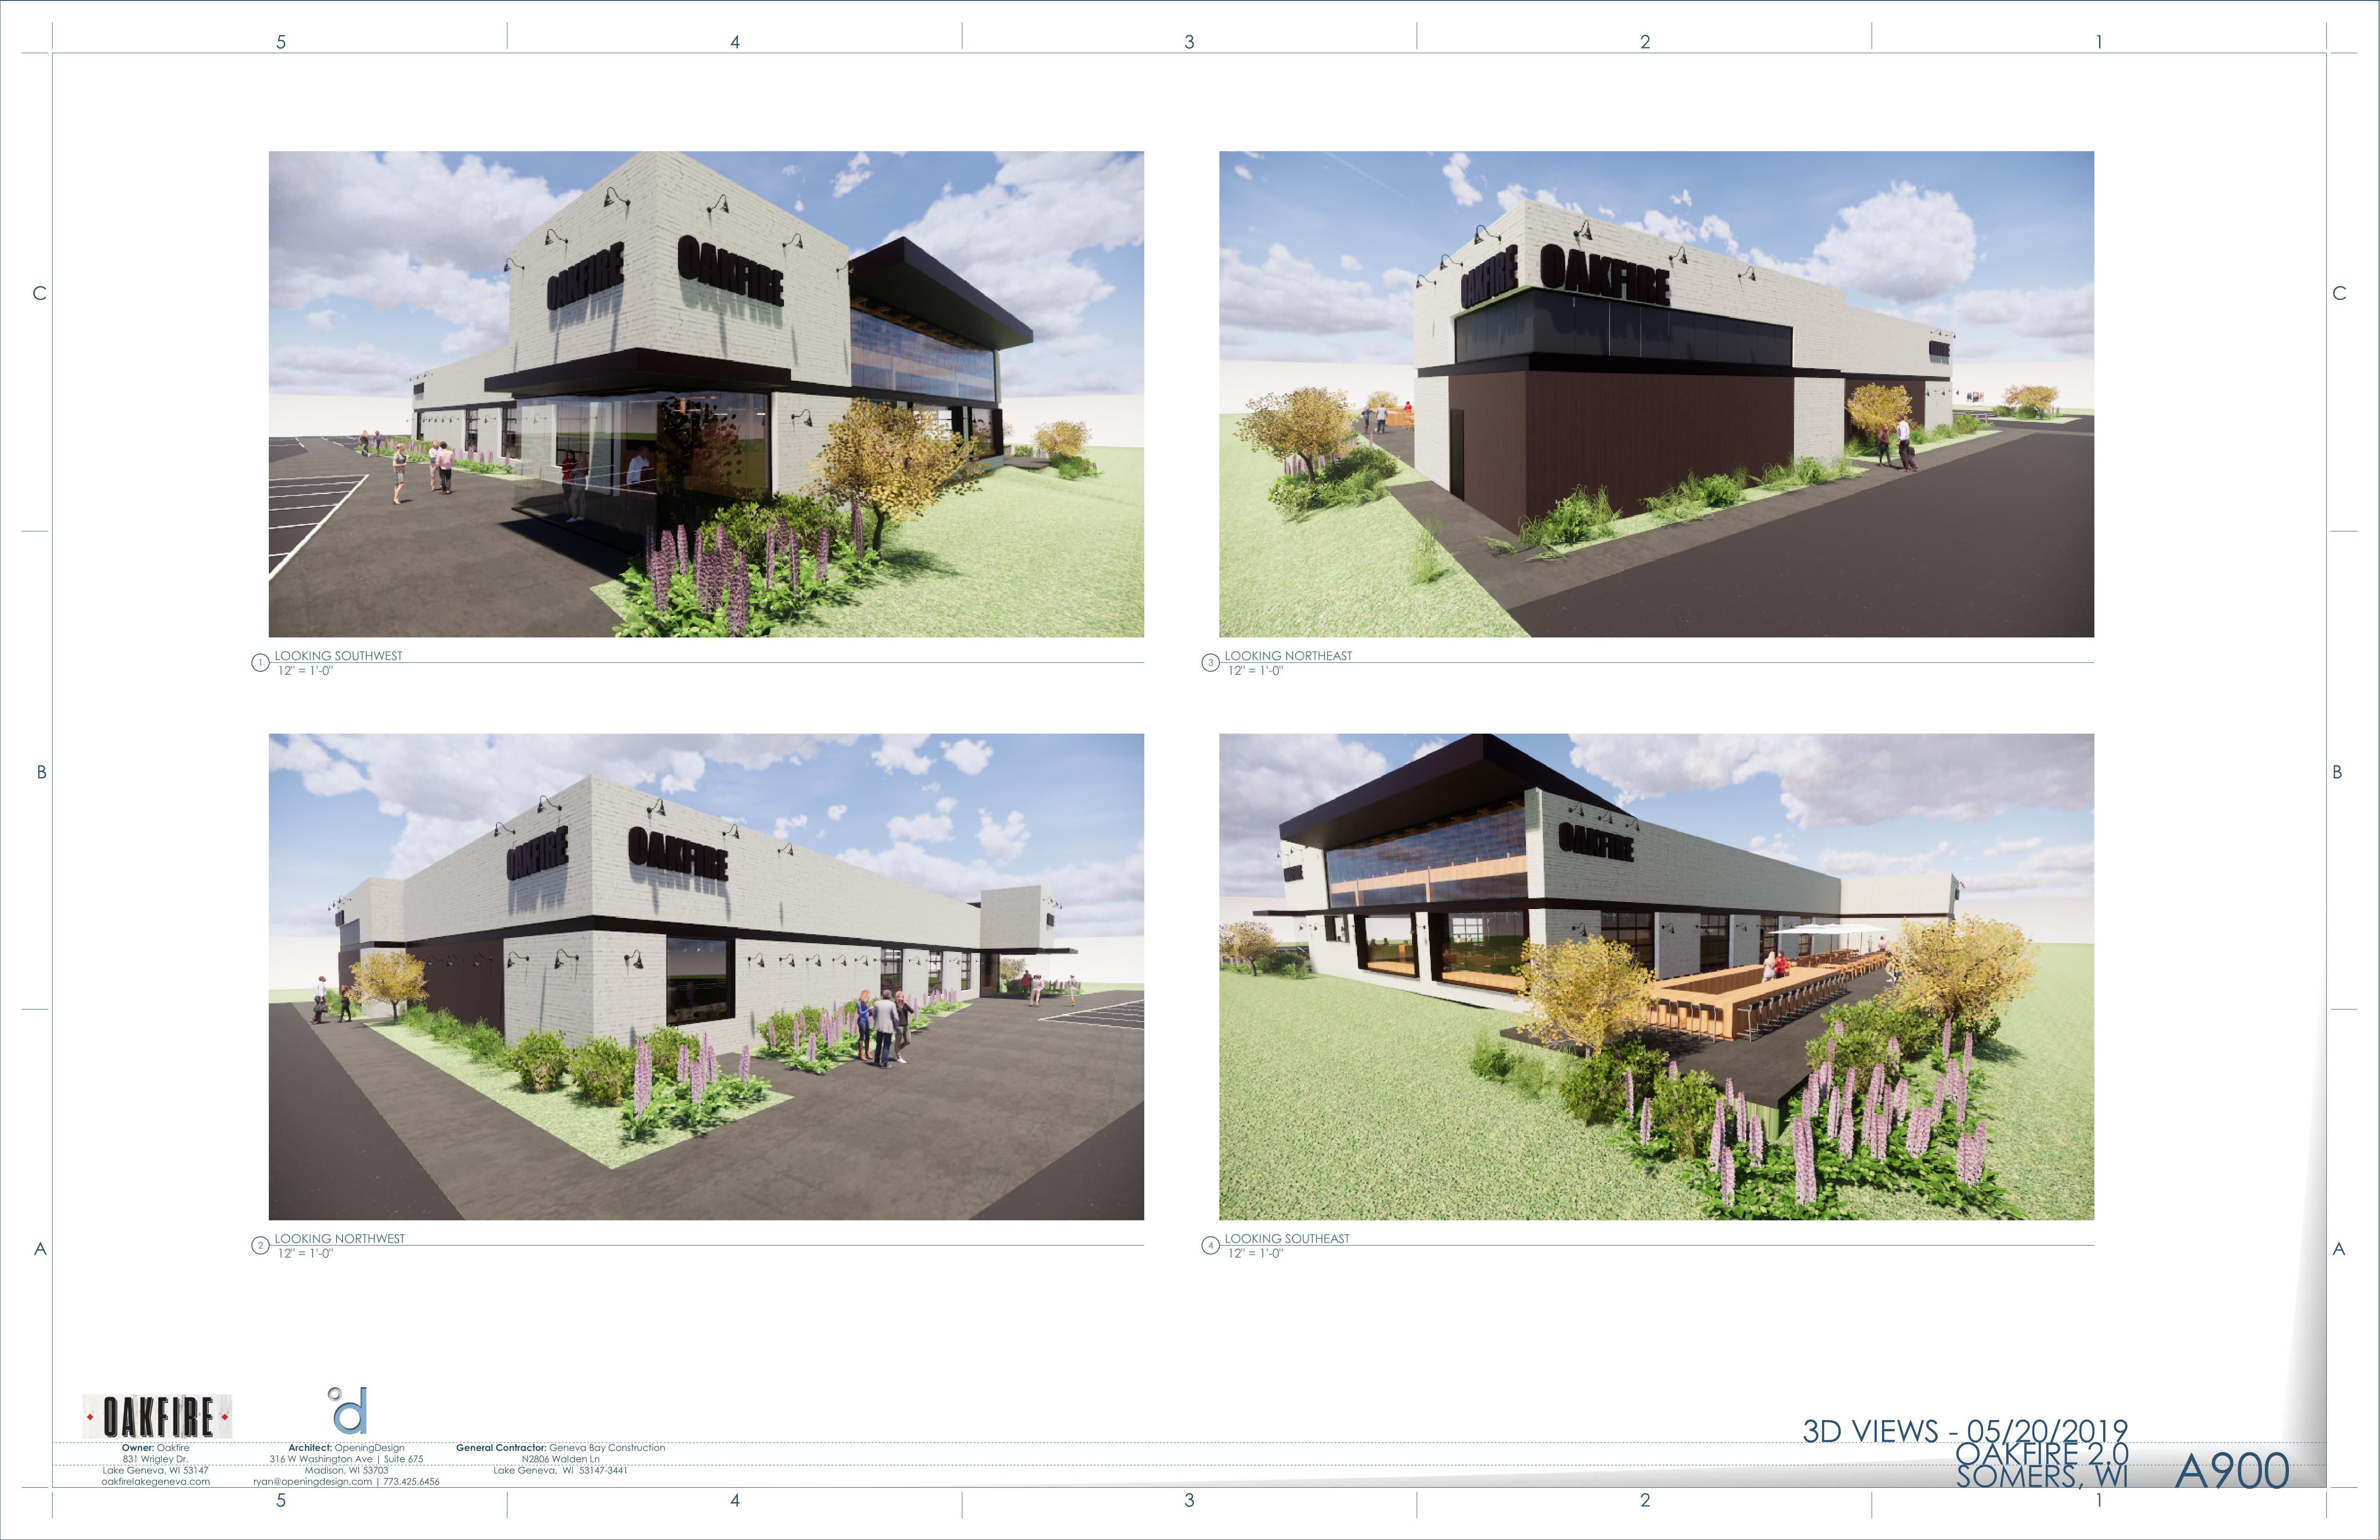 5 4 3 2 1
C C
B B
A A
OAKFIRE OAKFIRE
OAKFIRE OAKFIRE
1 LOOKING SOUTHWEST
12" = 1'-0"
3 LOOKING NORTHEAST
12" = 1'-0"
OAKFIRE OAKFIRE
OAKFIRE
2 LOOKING NORTHWEST
12" = 1'-0"
4 LOOKING SOUTHEAST
12" = 1'-0"
OAKFIRE
d
Owner: Oakfire
831 Wrigley Dr.
Lake Geneva, WI 53147
oakfirelakegeneva.com
Architect: OpeningDesign
316 W Washington Ave | Suite 675
Madison, WI 53703
ryan@openingdesign.com | 773.425.6456
General Contractor: Geneva Bay Construction
N2806 Walden Ln
Lake Geneva, WI 53147-3441
3D VIEWS - 05/20/2019
OAKFIRE 2.0
SOMERS, WI
A900
5 4 3 2 1